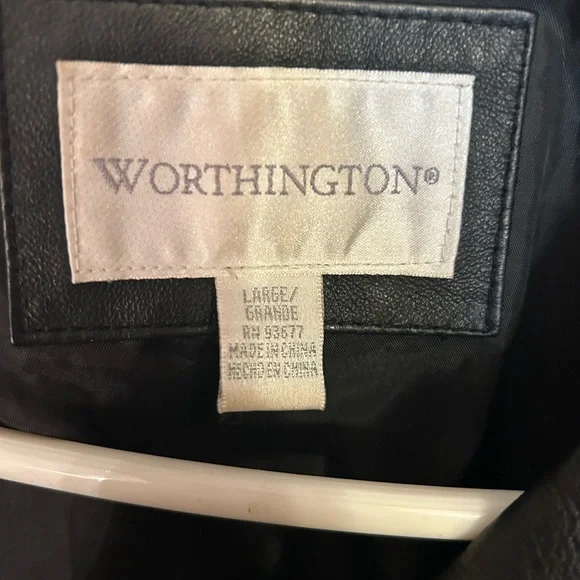 WORTHINGTON®
LARGE/
GRANDE
RN 93677
MADE IN CHINA
HECHO EN CHINA